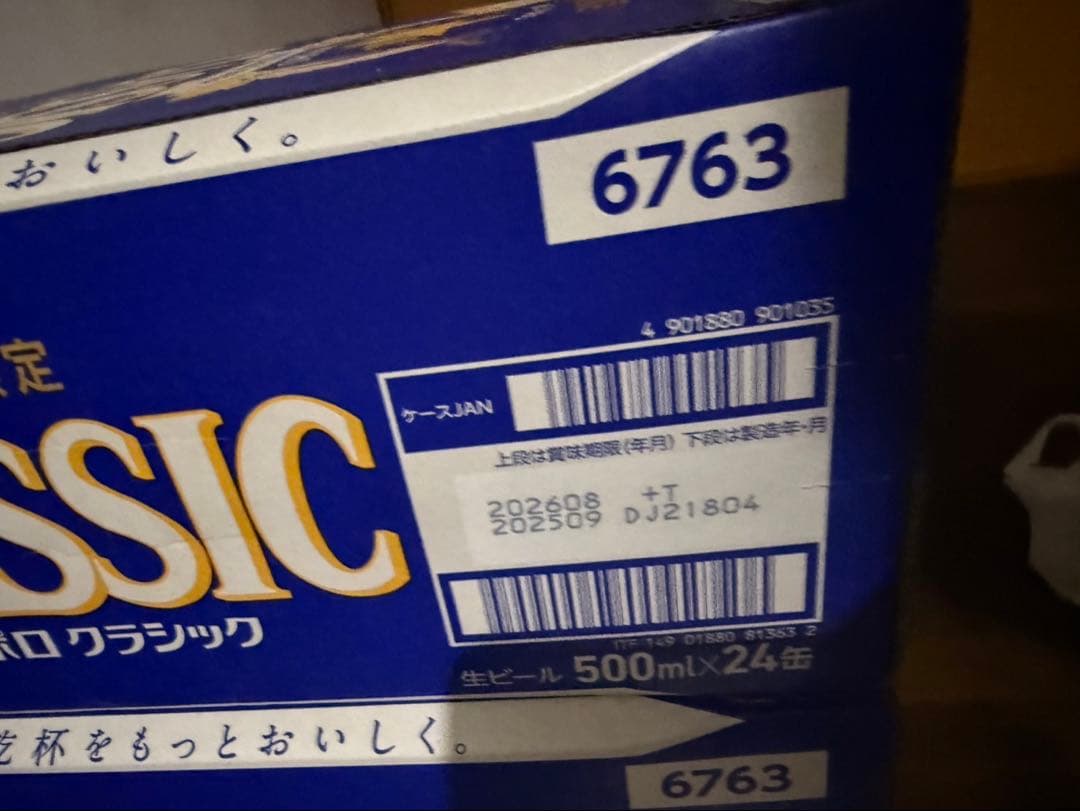 おいしく。
6763
定
SSIC
ロ クラシック
4 901880 901035
ケースJAN
上段は賞味期限(年月) 下段は製造年・月
202608 +T
202509 DJ21804
ITF 149 01880 81363 2
生ビール 500ml×24缶
杯をもっとおいしく。
6763